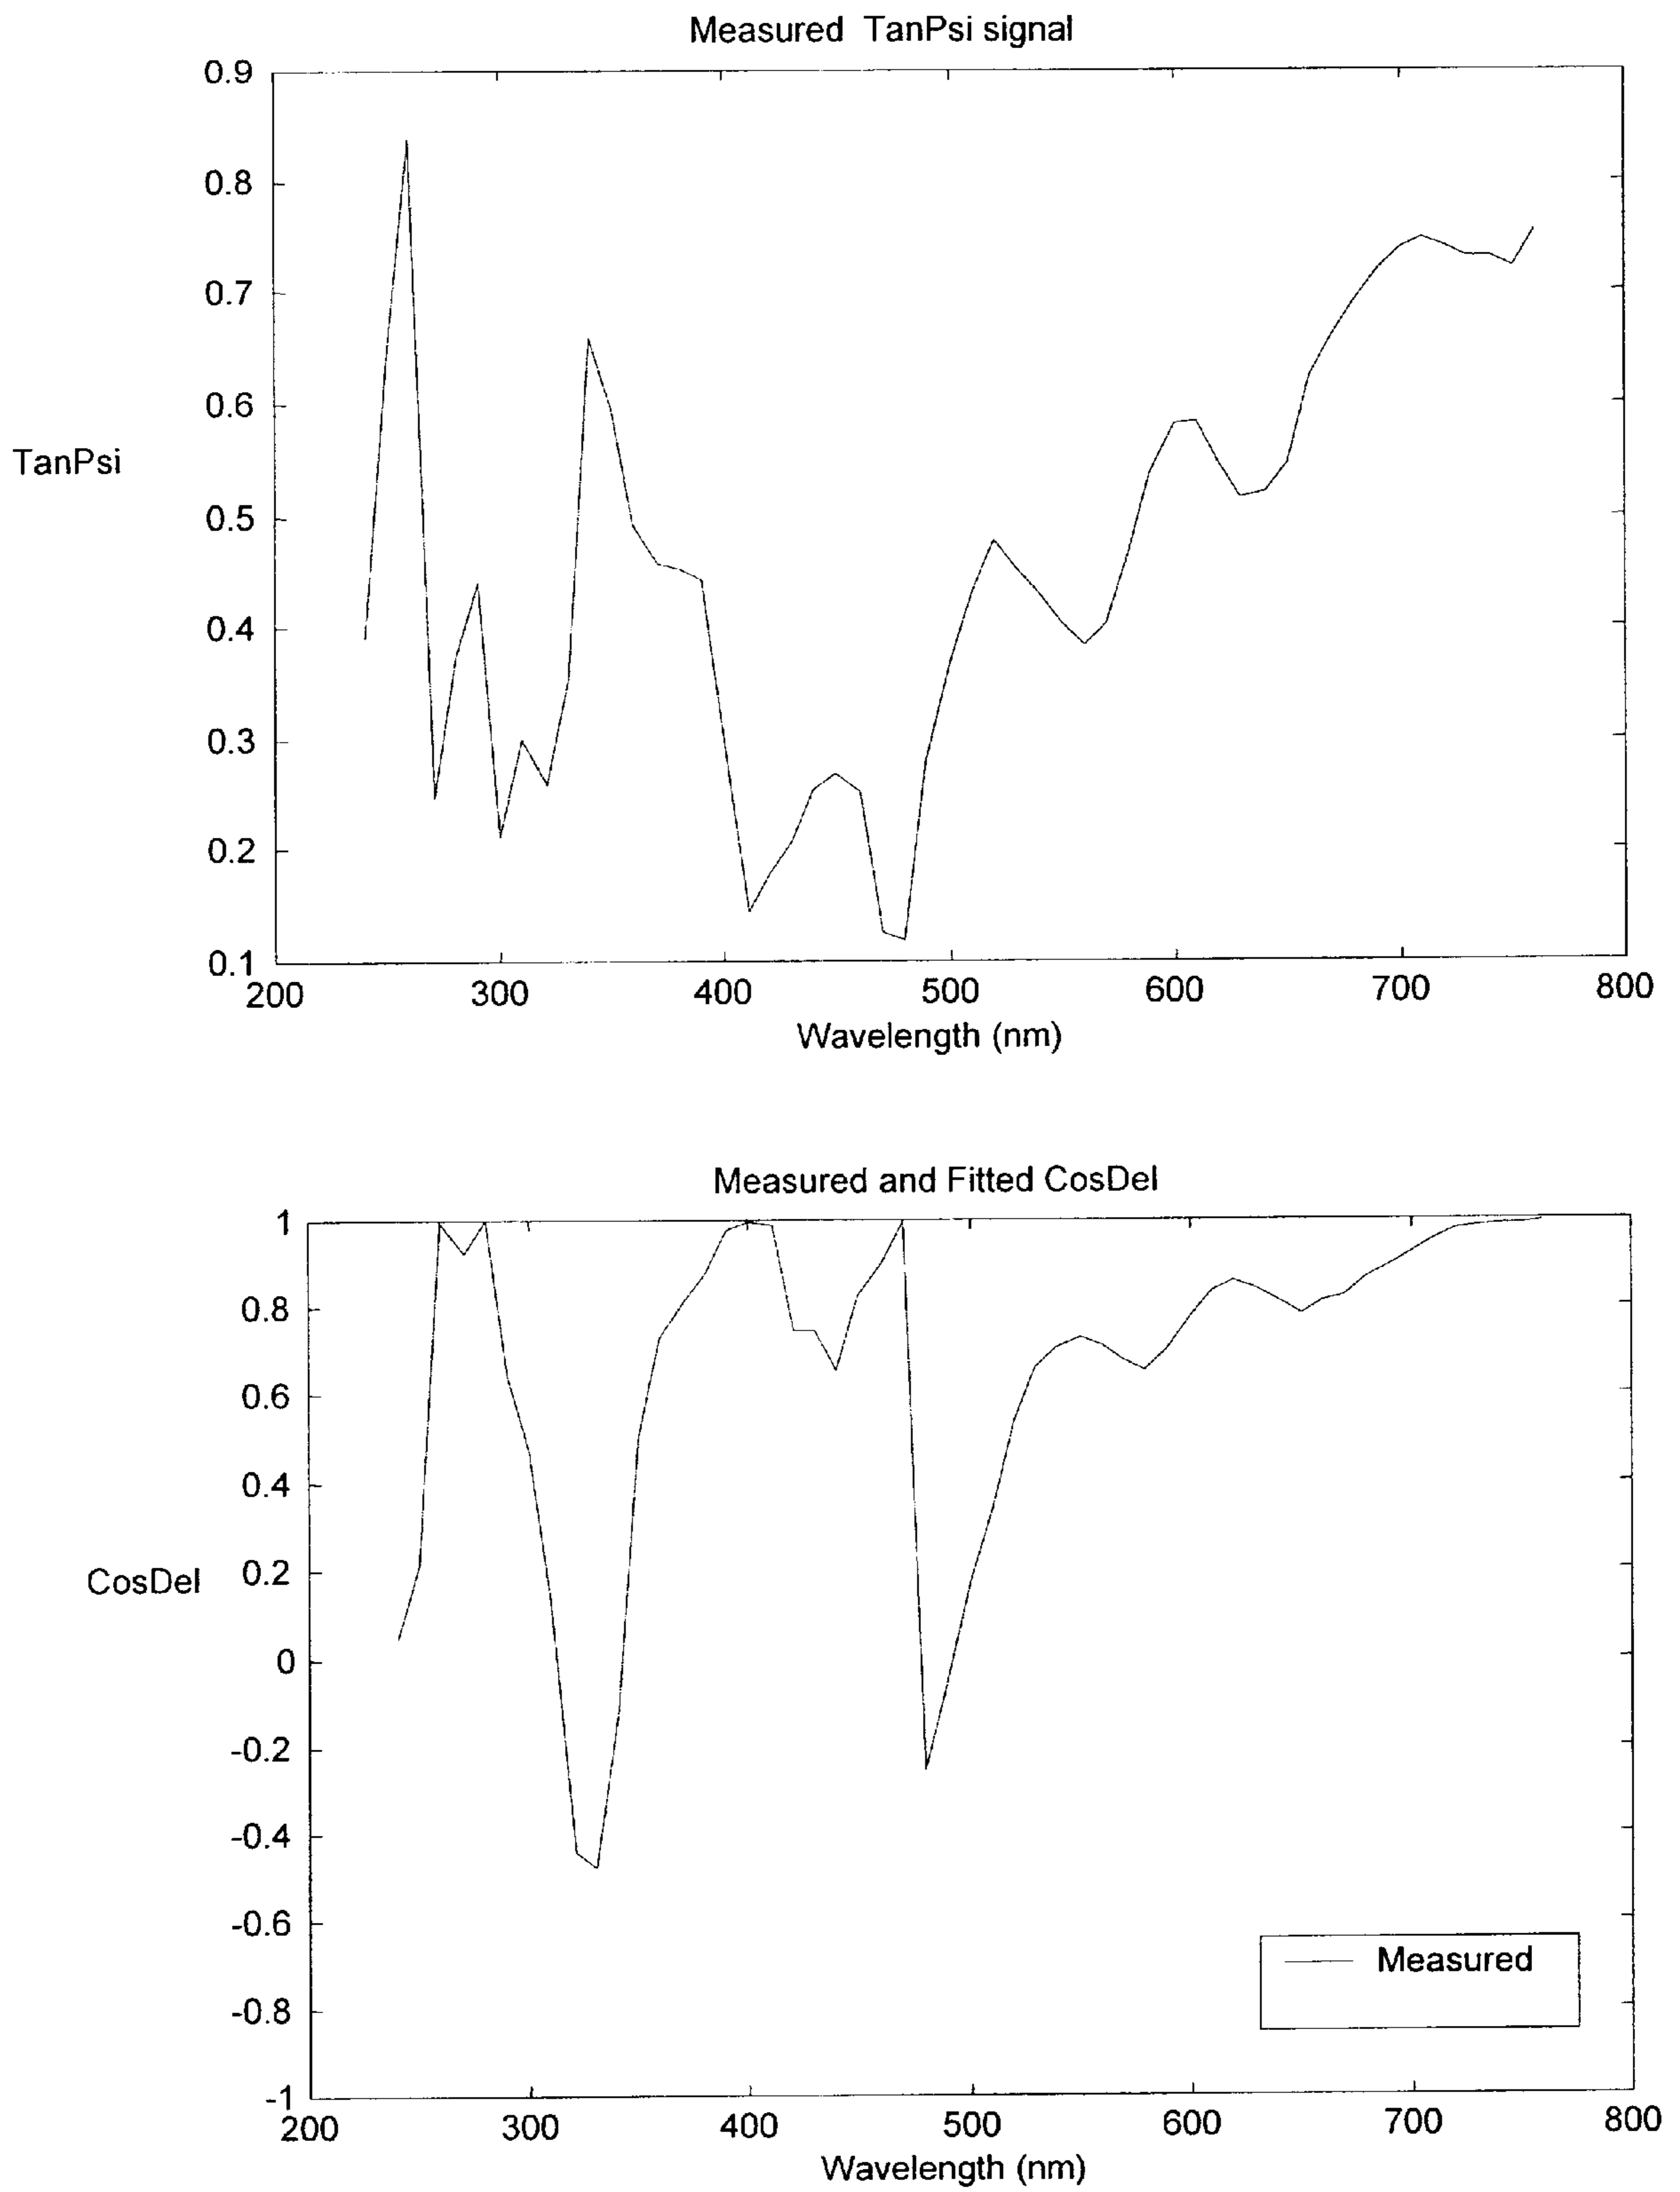 Measured TanPsi signal
0.9
0.8
0.7
0.6
TanPsi
0.5
0.4
0.3
0.2
0.1
200 300 400 500 600 700 800
Wavelength (nm)
Measured and Fitted CosDel
1
0.8
0.6
0.4
CosDel 0.2
0
-0.2
-0.4
-0.6
Measured
-0.8
-1
200 300 400 500 600 700 800
Wavelength (nm)